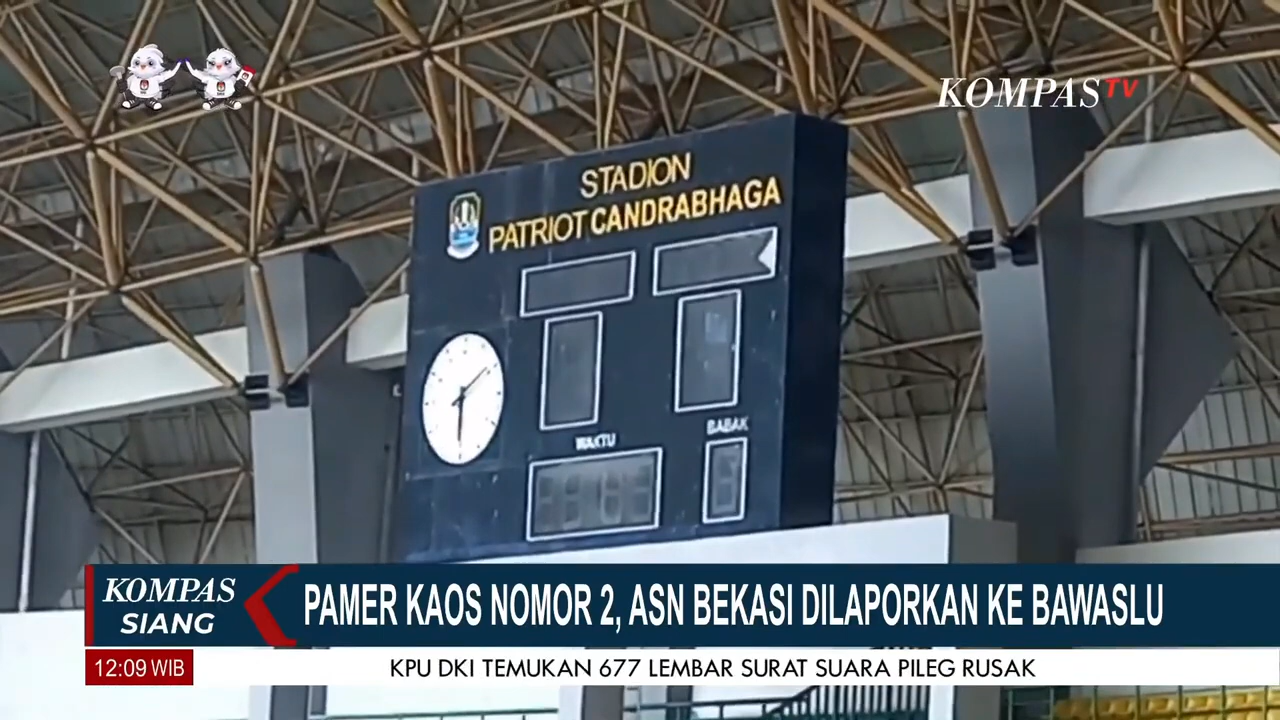 KOMPASTV
STADION
PATRIOT CANDRABHAGA
WAKTU
BABAK
KOMPAS
SIANG
PAMER KAOS NOMOR 2, ASN BEKASI DILAPORKAN KE BAWASLU
12:09 WIB
KPU DKI TEMUKAN 677 LEMBAR SURAT SUARA PILEG RUSAK